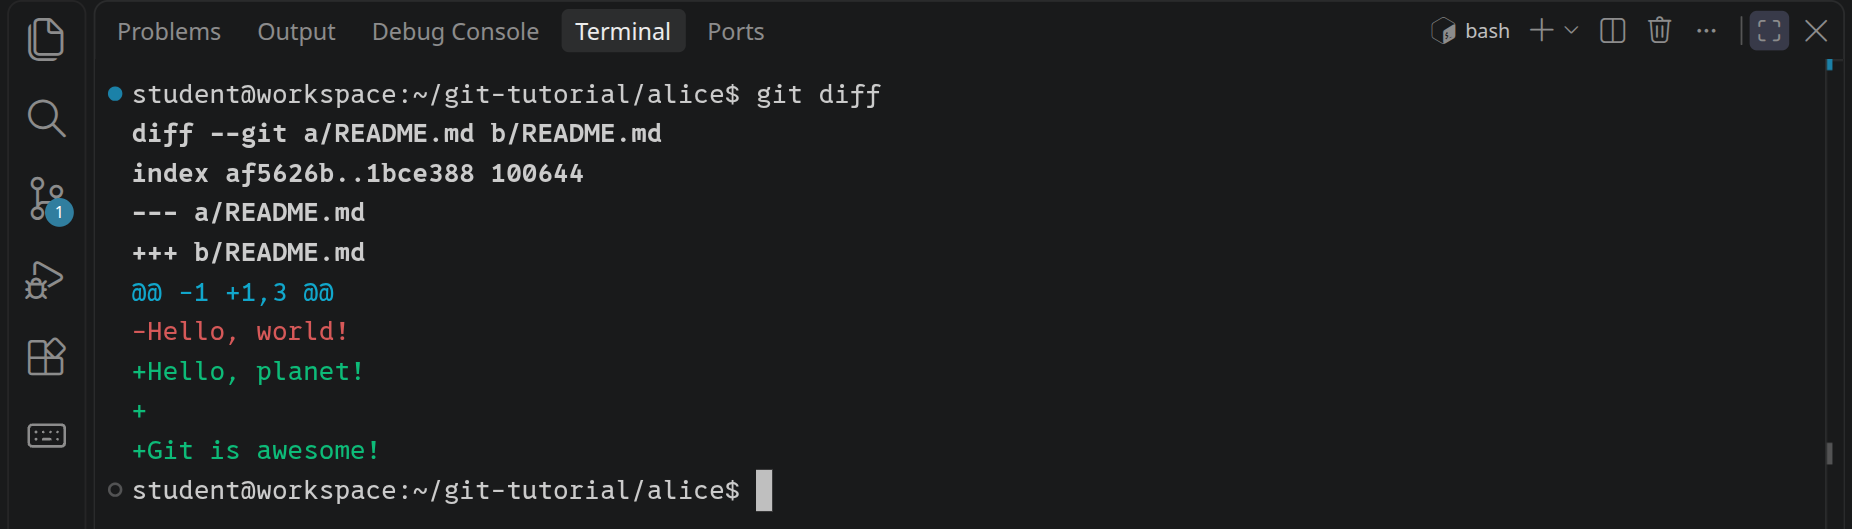 Problems Output Debug Console Terminal Ports bash
student@workspace:~/git-tutorial/alice$ git diff
diff --git a/README.md b/README.md
index af5626b..1bce388 100644
--- a/README.md
+++ b/README.md
@@ -1 +1,3 @@
-Hello, world!
+Hello, planet!
+
+Git is awesome!
student@workspace:~/git-tutorial/alice$
1